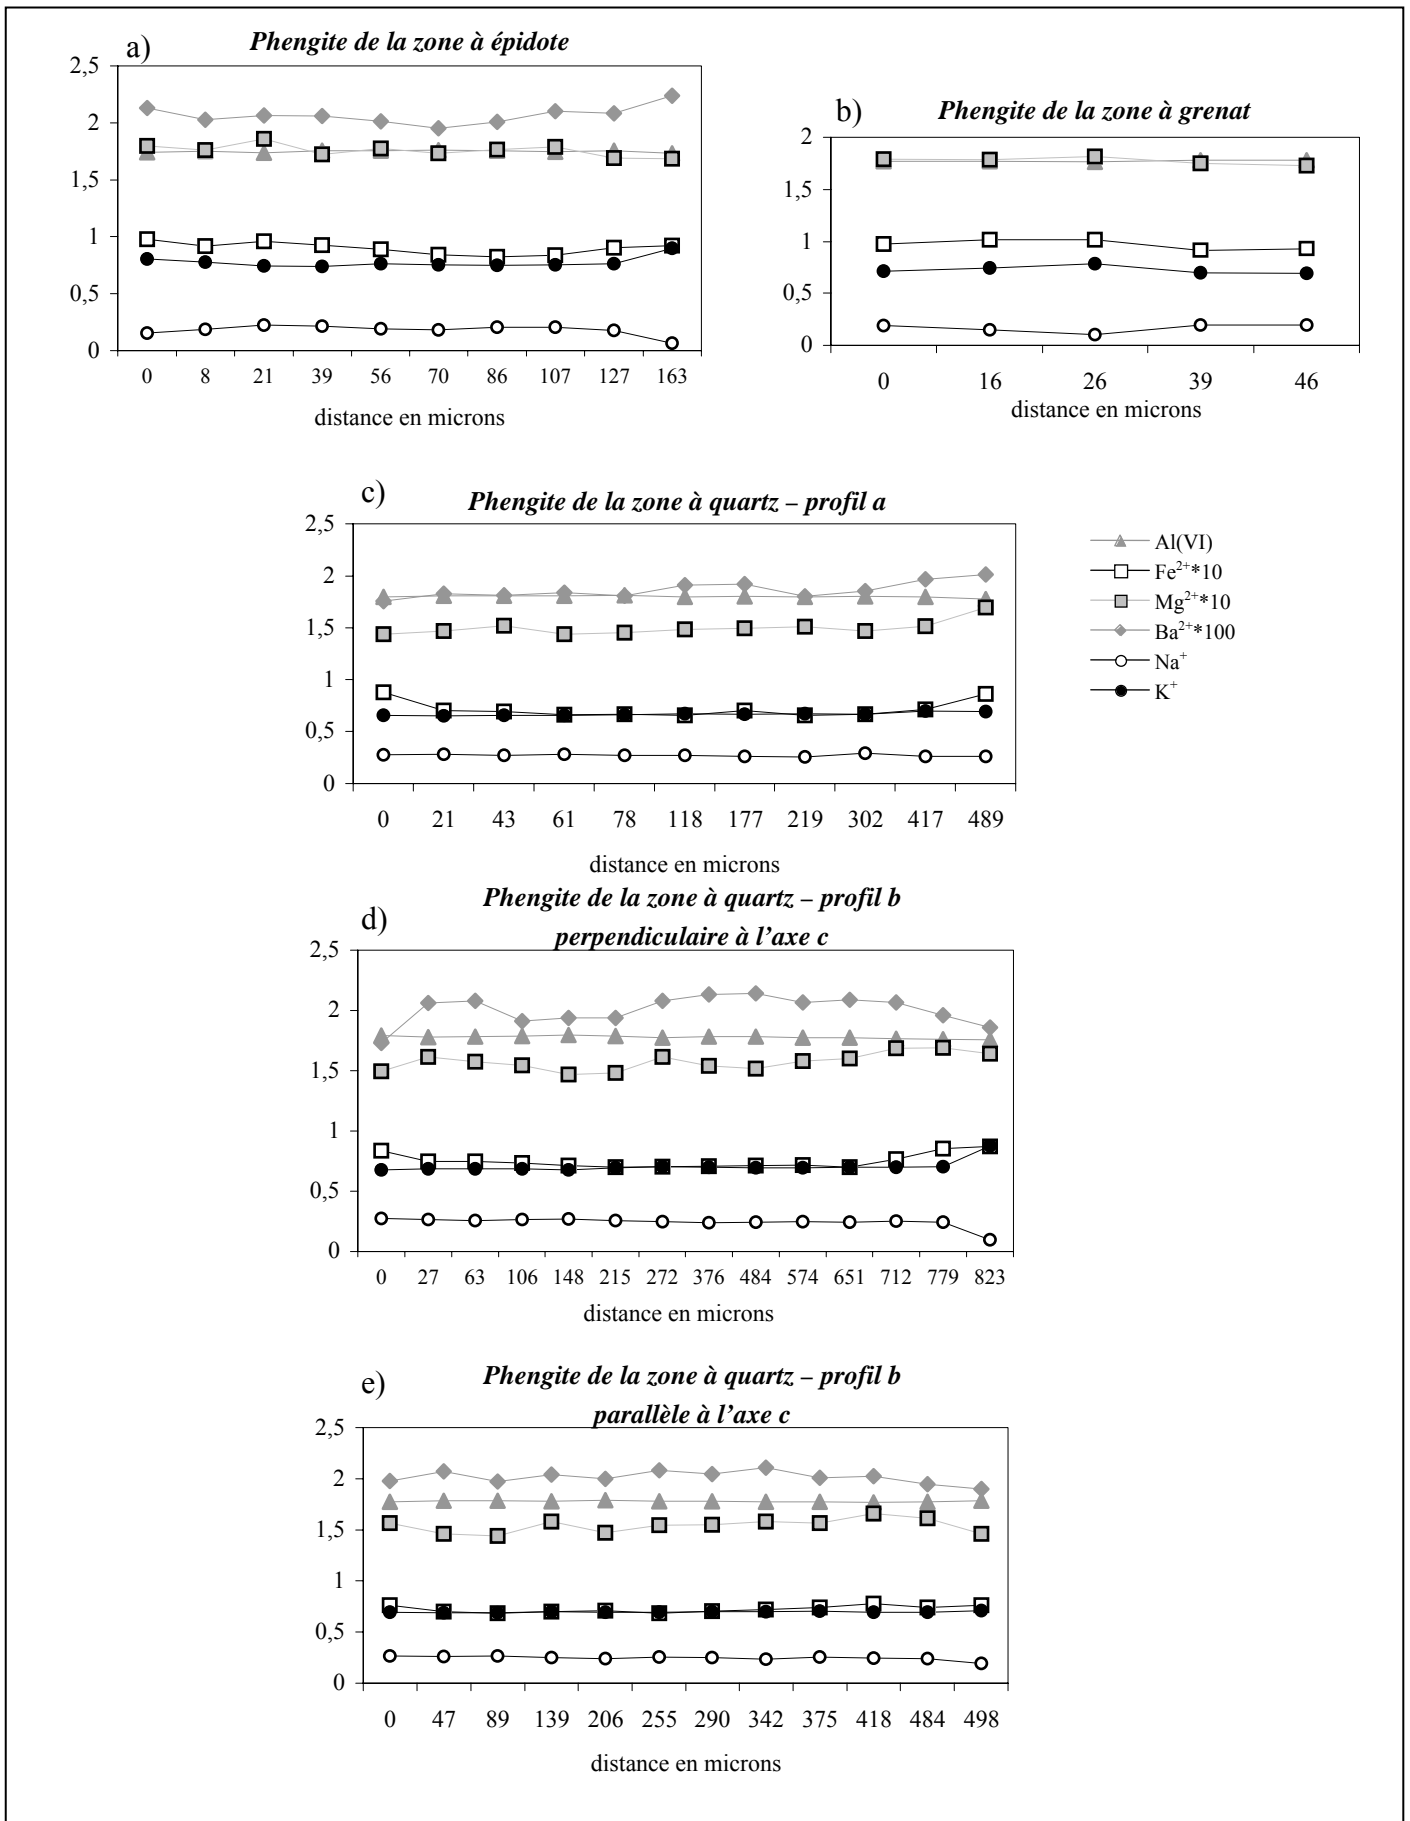 a)
Phengite de la zone à épidote
2,5
2
1,5
1
0,5
0
0 8 21 39 56 70 86 107 127 163
distance en microns
b)
Phengite de la zone à grenat
2
1,5
1
0,5
0
0 16 26 39 46
distance en microns
c)
Phengite de la zone à quartz – profil a
2,5
2
1,5
1
0,5
0
0 21 43 61 78 118 177 219 302 417 489
distance en microns
Al(VI)
Fe2+*10
Mg2+*10
Ba2+*100
Na+
K+
d)
Phengite de la zone à quartz – profil b
perpendiculaire à l’axe c
2,5
2
1,5
1
0,5
0
0 27 63 106 148 215 272 376 484 574 651 712 779 823
distance en microns
e)
Phengite de la zone à quartz – profil b
parallèle à l’axe c
2,5
2
1,5
1
0,5
0
0 47 89 139 206 255 290 342 375 418 484 498
distance en microns